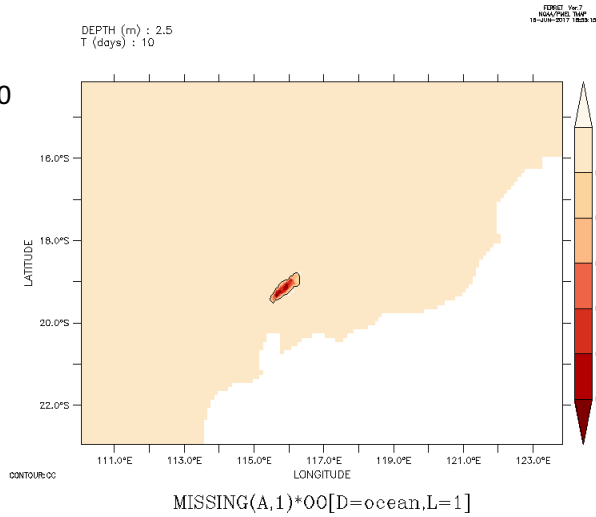 FERRET Ver.7
NOAA/PMEL TMAP
DEPTH (m) : 2.5
T (days) : 10
0
16.0°S
18.0°S
20.0°S
22.0°S
LATITUDE
111.0°E 113.0°E 115.0°E 117.0°E 119.0°E 121.0°E 123.0°E
LONGITUDE
CONTOUR: CC
MISSING(A,1)*OO[D=ocean,L=1]